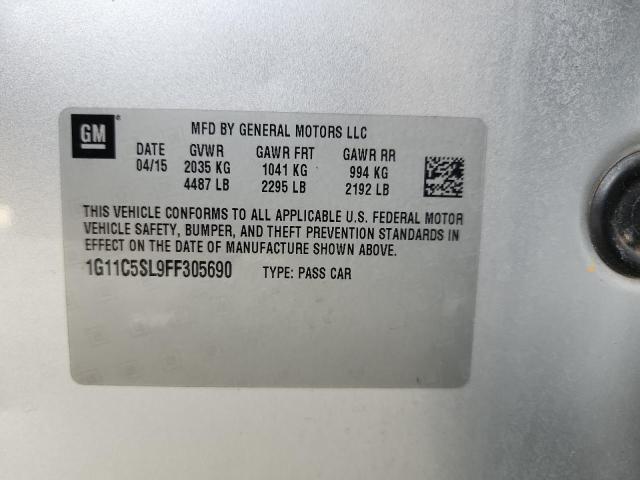 GM
MFD BY GENERAL MOTORS LLC
DATE GVWR GAWR FRT GAWR RR
04/15 2035 KG 1041 KG 994 KG
4487 LB 2295 LB 2192 LB
THIS VEHICLE CONFORMS TO ALL APPLICABLE U.S. FEDERAL MOTOR
VEHICLE SAFETY, BUMPER, AND THEFT PREVENTION STANDARDS IN
EFFECT ON THE DATE OF MANUFACTURE SHOWN ABOVE.
1G11C5SL9FF305690 TYPE: PASS CAR